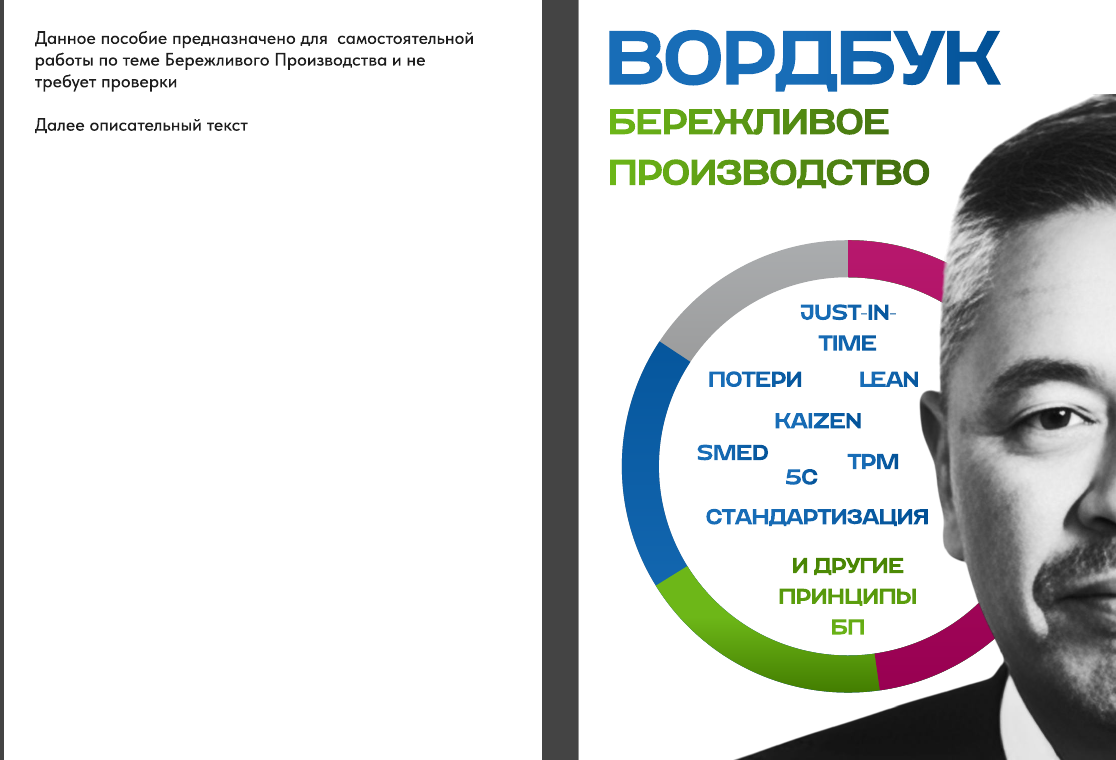 Данное пособие предназначено для  самостоятельной
работы по теме Бережливого Производства и не
требует проверки
Далее описательный текст
ВОРДБУК
БЕРЕЖЛИВОЕ
ПРОИЗВОДСТВО
JUST-IN-
TIME
ПОТЕРИ LEAN
KAIZEN
SMED
TPM
5С
СТАНДАРТИЗАЦИЯ
И ДРУГИЕ
ПРИНЦИПЫ
БП